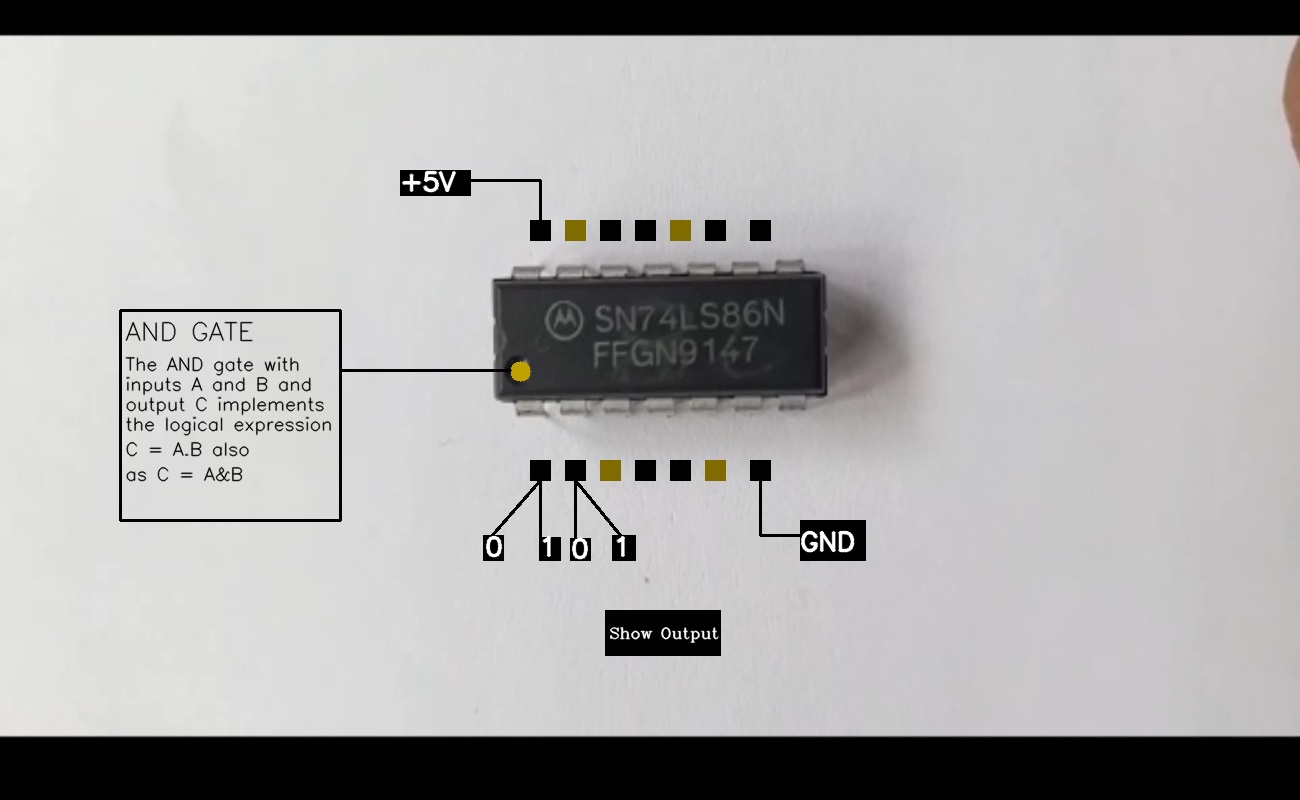 +5V
SN74LS86N
FFGN9147
AND GATE
The AND gate with
inputs A and B and
output C implements
the logical expression
C = A.B also
as C = A&B
0 1 0 1
GND
Show Output